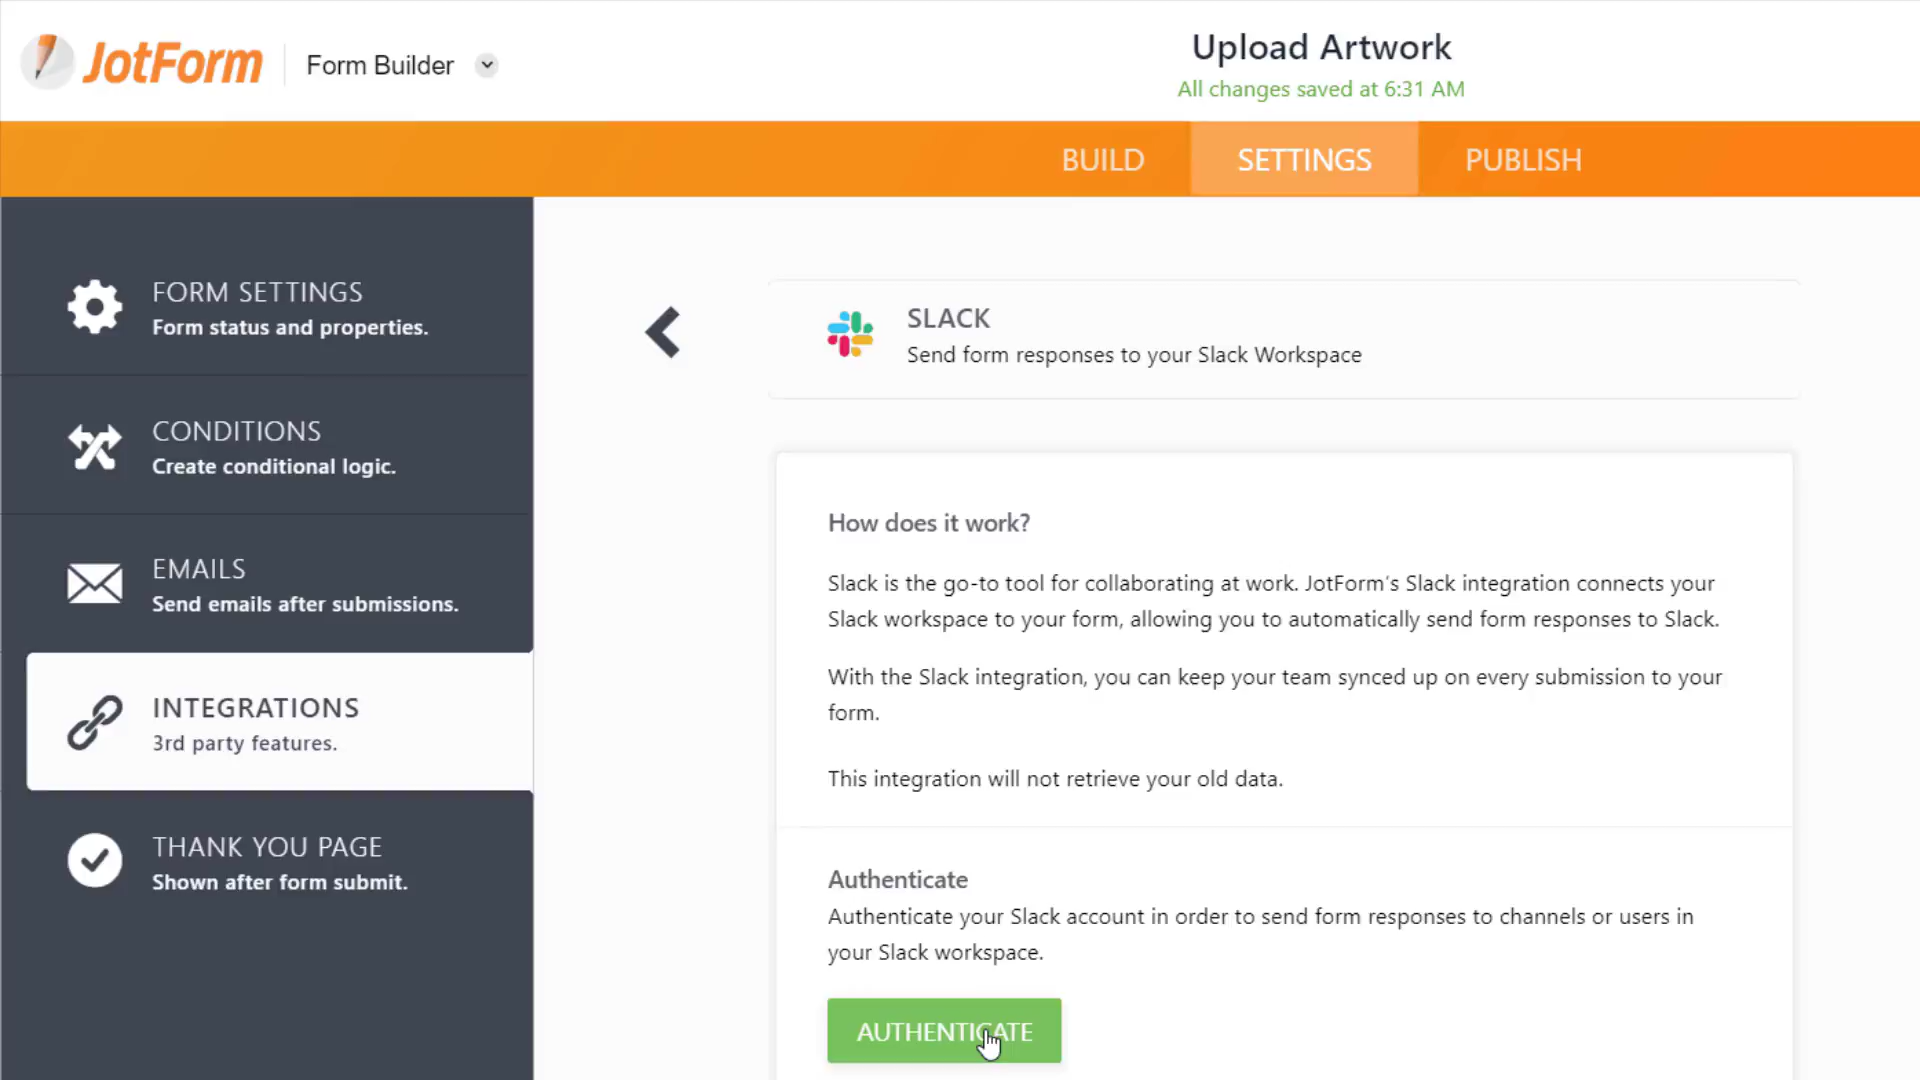 JotForm
Form Builder
Upload Artwork
All changes saved at 6:31 AM
BUILD
SETTINGS
PUBLISH
FORM SETTINGS
Form status and properties.
CONDITIONS
Create conditional logic.
EMAILS
Send emails after submissions.
INTEGRATIONS
3rd party features.
THANK YOU PAGE
Shown after form submit.
SLACK
Send form responses to your Slack Workspace
How does it work?
Slack is the go-to tool for collaborating at work. JotForm's Slack integration connects your
Slack workspace to your form, allowing you to automatically send form responses to Slack.
With the Slack integration, you can keep your team synced up on every submission to your
form.
This integration will not retrieve your old data.
Authenticate
Authenticate your Slack account in order to send form responses to channels or users in
your Slack workspace.
AUTHENTICATE